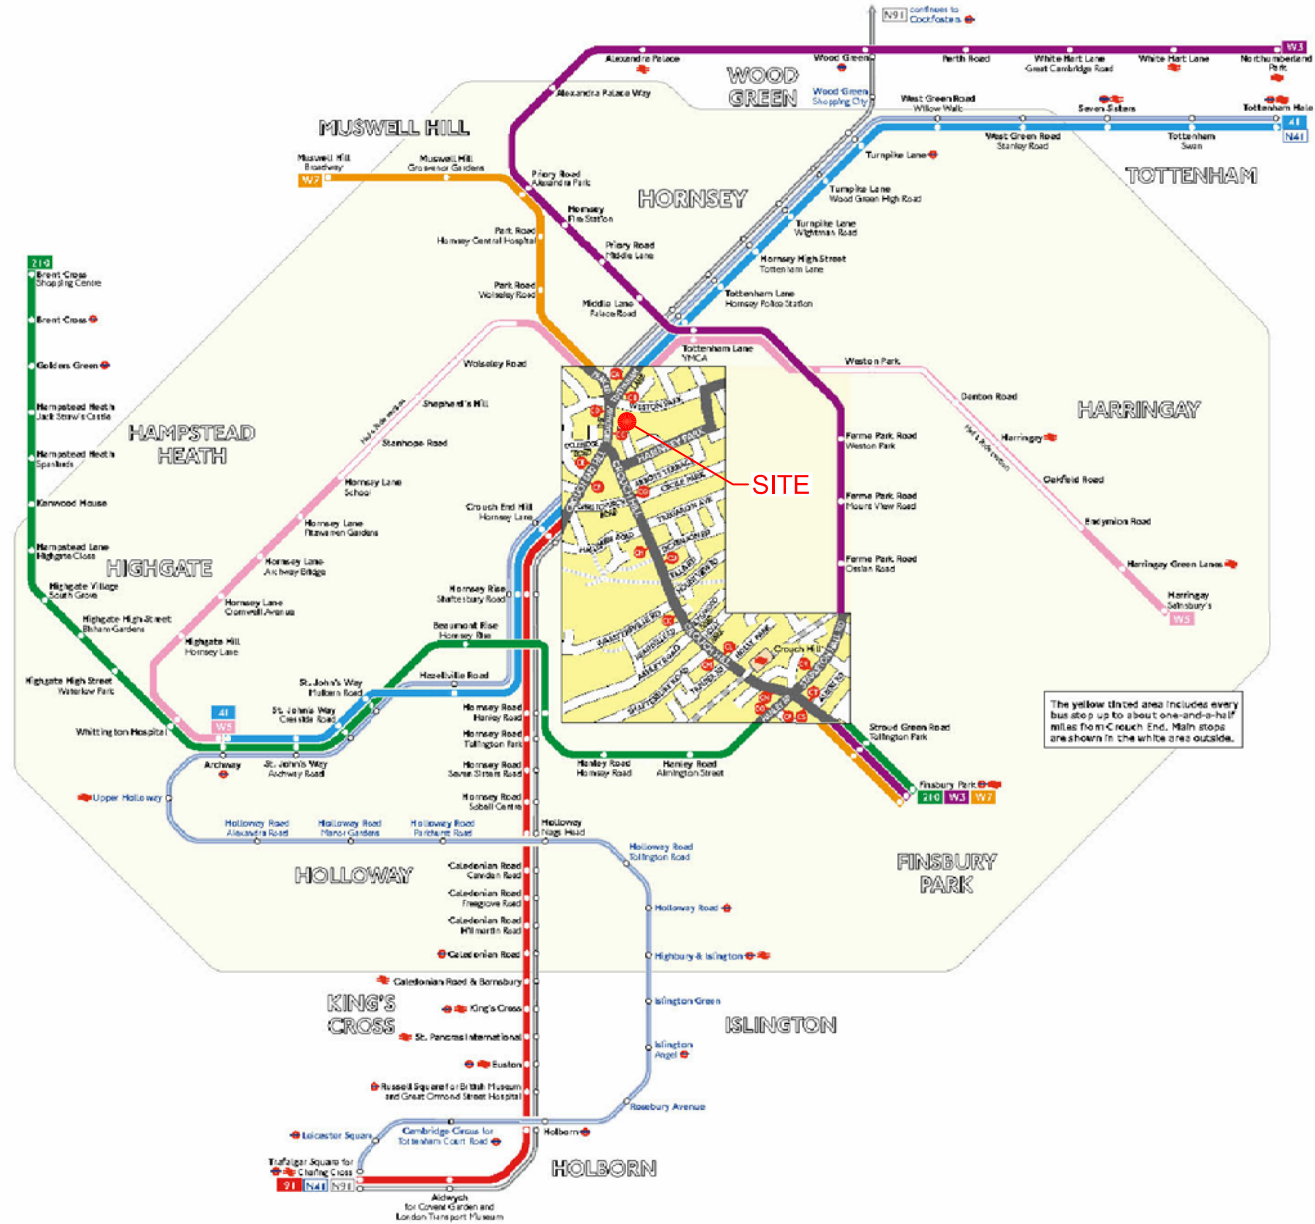 N91
continues to
Cockfosters
W3
Alexandra Palace
Wood Green
Perth Road
White Hart Lane
Great Cambridge Road
White Hart Lane
Northumberland
Park
WOOD
GREEN
Alexandra Palace Way
Wood Green
Shopping City
West Green Road
Willow Walk
Seven Sisters
Tottenham Hale
41
N41
MUSWELL HILL
Muswell Hill
Broadway
Muswell Hill
Grosvenor Gardens
W7
West Green Road
Stanley Road
Tottenham
Swan
Turnpike Lane
TOTTENHAM
Priory Road
Alexandra Park
HORNSEY
Turnpike Lane
Wood Green High Road
Hornsey
Fire Station
Turnpike Lane
Wightman Road
Park Road
Hornsey Central Hospital
Priory Road
Middle Lane
Hornsey High Street
Tottenham Lane
210
Brent Cross
Shopping Centre
Park Road
Wolseley Road
Middle Lane
Palace Road
Tottenham Lane
Hornsey Police Station
Brent Cross
Golders Green
Wolseley Road
Tottenham Lane
YMCA
Weston Park
Hampstead Heath
Jack Straw's Castle
Shepherd's Hill
WESTON PARK
Denton Road
HARRINGAY
HAMPSTEAD
HEATH
Stanhope Road
HARVEY PARK
Ferme Park Road
Weston Park
Harringay
Hampstead Heath
Spaniards
SITE
Hornsey Lane
School
CECILE PARK
Oakfield Road
Kenwood House
Crouch End Hill
Hornsey Lane
Ferme Park Road
Mount View Road
Hornsey Lane
Fitzwarren Gardens
Endymion Road
Hampstead Lane
Highgate Close
HIGHGATE
Hornsey Lane
Archway Bridge
Ferme Park Road
Ossian Road
Harringay Green Lanes
Highgate Village
South Grove
Hornsey Lane
Cromwell Avenue
Hornsey Rise
Shaftesbury Road
Harringay
Sainsbury's
W5
Highgate High Street
Bisham Gardens
Highgate Hill
Hornsey Lane
Beaumont Rise
Hornsey Rise
Crouch Hill
Highgate High Street
Waterlow Park
St. John's Way
Mulkern Road
Hazellville Road
SHAFTESBURY ROAD
41
W5
St. John's Way
Cressida Road
Hornsey Road
Hanley Road
Whittington Hospital
Hornsey Road
Tollington Park
Stroud Green Road
Tollington Park
The yellow tinted area includes every
bus stop up to about one-and-a-half
miles from Crouch End. Main stops
are shown in the white area outside.
Archway
St. John's Way
Archway Road
Hornsey Road
Seven Sisters Road
Hanley Road
Hornsey Road
Hanley Road
Almington Street
Finsbury Park
210 W3 W7
Upper Holloway
Hornsey Road
Sobell Centre
Holloway Road
Alexandra Road
Holloway Road
Manor Gardens
Holloway Road
Parkhurst Road
Holloway
Nags Head
Holloway Road
Tollington Road
HOLLOWAY
Caledonian Road
Camden Road
FINSBURY
PARK
Caledonian Road
Freegrove Road
Holloway Road
Caledonian Road
Hillmartin Road
Caledonian Road
Highbury & Islington
Caledonian Road & Barnsbury
KING'S
CROSS
King's Cross
Islington Green
ISLINGTON
St. Pancras International
Islington
Angel
Euston
Russell Square for British Museum
and Great Ormond Street Hospital
Rosebury Avenue
Leicester Square
Cambridge Circus for
Tottenham Court Road
Holborn
Trafalgar Square for
Charing Cross
HOLBORN
91 N41 N91
Aldwych
for Covent Garden and
London Transport Museum